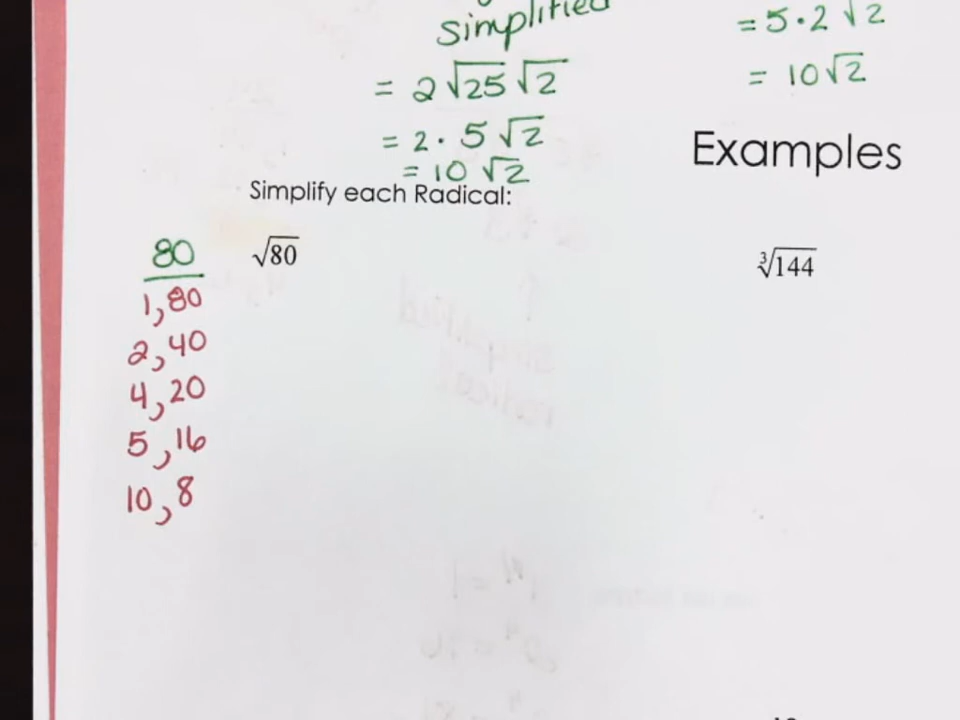 simplified
= 2√25 √2
= 2 · 5 √2
= 10 √2
= 5 · 2 √2
= 10 √2
Examples
Simplify each Radical:
80
1, 80
2, 40
4, 20
5, 16
10, 8
√80
∛144